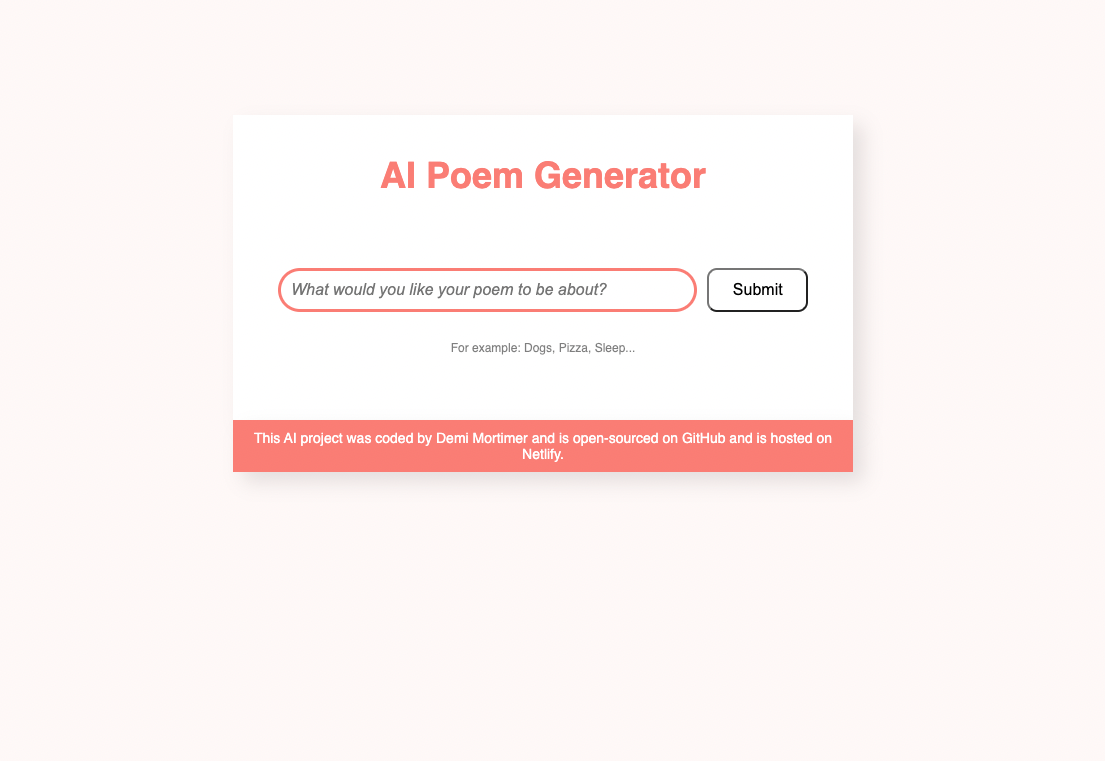 AI Poem Generator
What would you like your poem to be about?
Submit
For example: Dogs, Pizza, Sleep...
This AI project was coded by Demi Mortimer and is open-sourced on GitHub and is hosted on
Netlify.